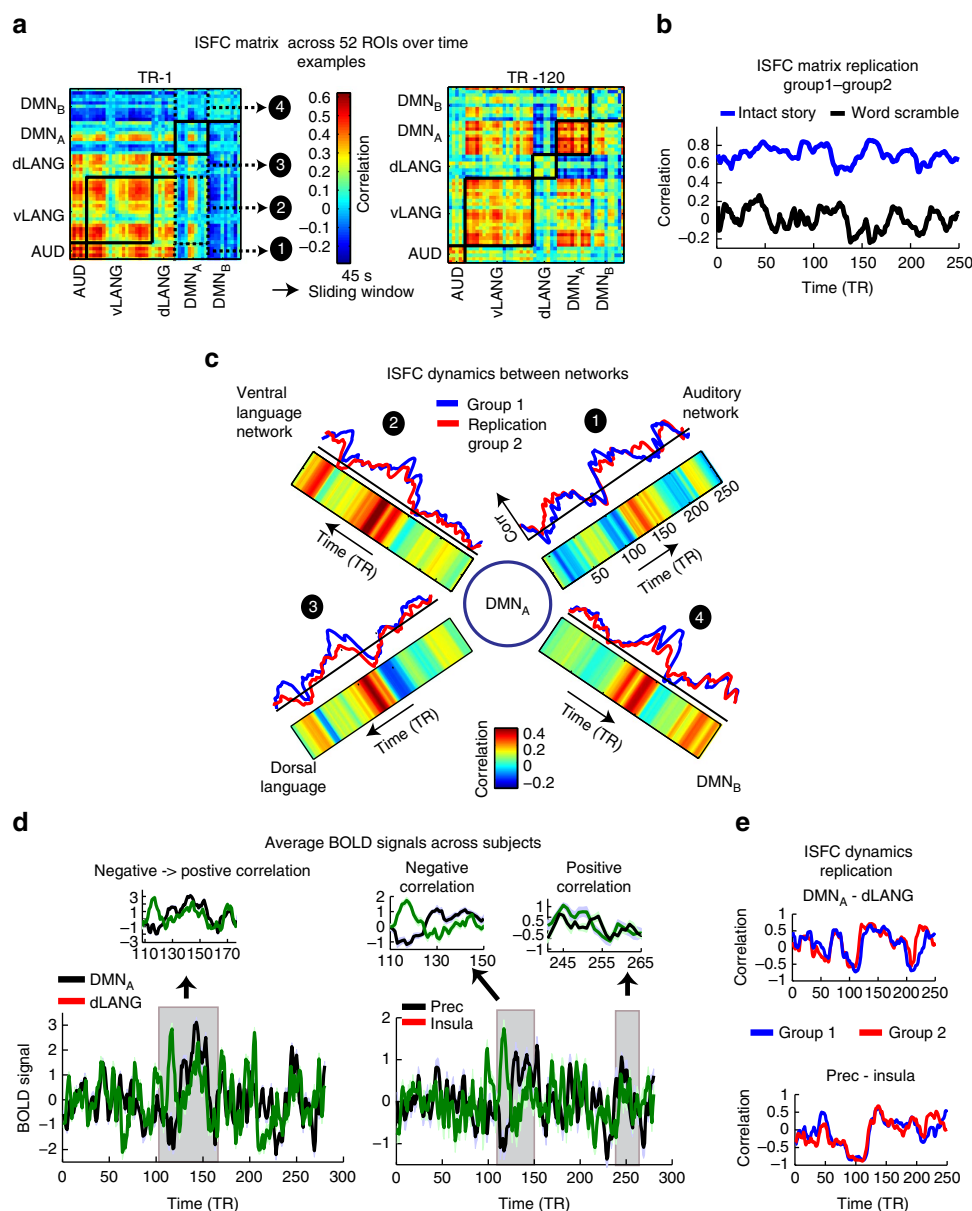 a
ISFC matrix across 52 ROIs over time
examples
TR-1
TR -120
DMNB
DMNA
dLANG
vLANG
AUD
4
3
2
1
0.6
0.5
0.4
0.3
0.2
0.1
0
−0.1
−0.2
Correlation
45 s
Sliding window
AUD
vLANG
dLANG
DMNA
DMNB
DMNB
DMNA
dLANG
vLANG
AUD
AUD
vLANG
dLANG
DMNA
DMNB
b
ISFC matrix replication
group1–group2
Intact story
Word scramble
Correlation
0.8
0.6
0.4
0.2
0
−0.2
0 50 100 150 200 250
Time (TR)
c
ISFC dynamics between networks
Group 1
Replication
group 2
Ventral
language
network
2
1
Auditory
network
Corr
Time (TR)
50 100 150 200 250
Time (TR)
DMNA
3
4
Time (TR)
Time (TR)
Dorsal
language
DMNB
Correlation
0.4
0.2
0
−0.2
d
Average BOLD signals across subjects
Negative -> postive correlation
3
1
−1
−3
110 130 150 170
Negative
correlation
2
1
0
−1
110 130 150
Positive
correlation
1
0.5
0
−0.5
−1
245 255 265
DMNA
dLANG
BOLD signal
3
2
1
0
−1
−2
0 50 100 150 200 250 300
Time (TR)
Prec
Insula
2
1
0
−1
0 50 100 150 200 250 300
Time (TR)
e
ISFC dynamics
replication
DMNA - dLANG
Correlation
1
0.5
0
−0.5
−1
0 50 100 150 200 250
Group 1
Group 2
Prec - insula
Correlation
1
0.5
0
−0.5
−1
0 50 100 150 200 250
Time (TR)